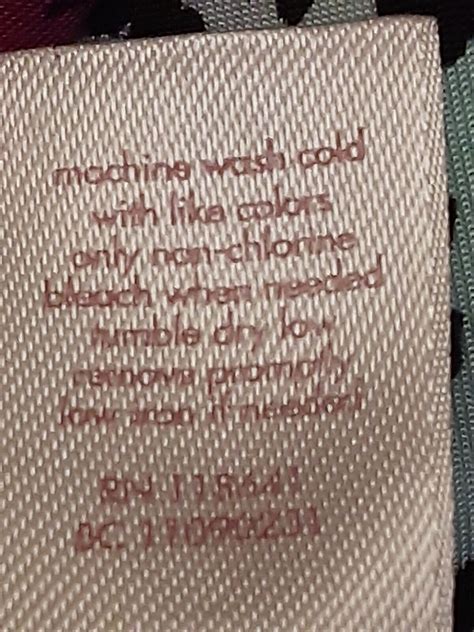 machine wash cold
with like colors
only non-chlorine
bleach when needed
tumble dry low
remove promptly
low iron if needed
RN